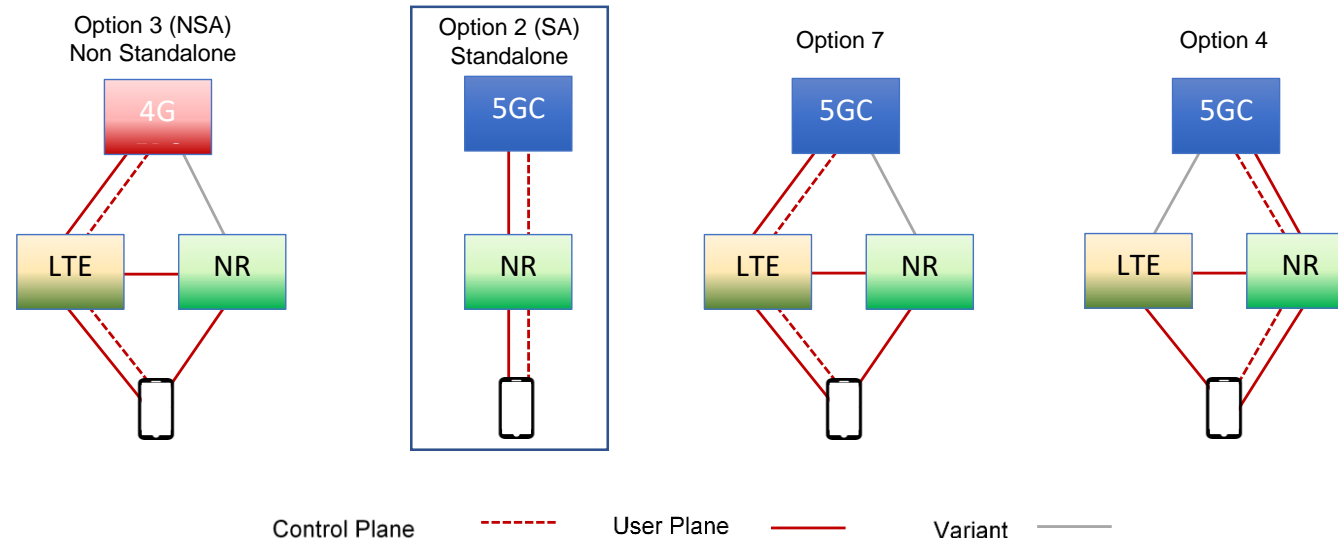 Option 3 (NSA)
Non Standalone
Option 2 (SA)
Standalone
Option 7
Option 4
4G
5GC
5GC
5GC
LTE
NR
NR
LTE
NR
LTE
NR
Control Plane
User Plane
Variant